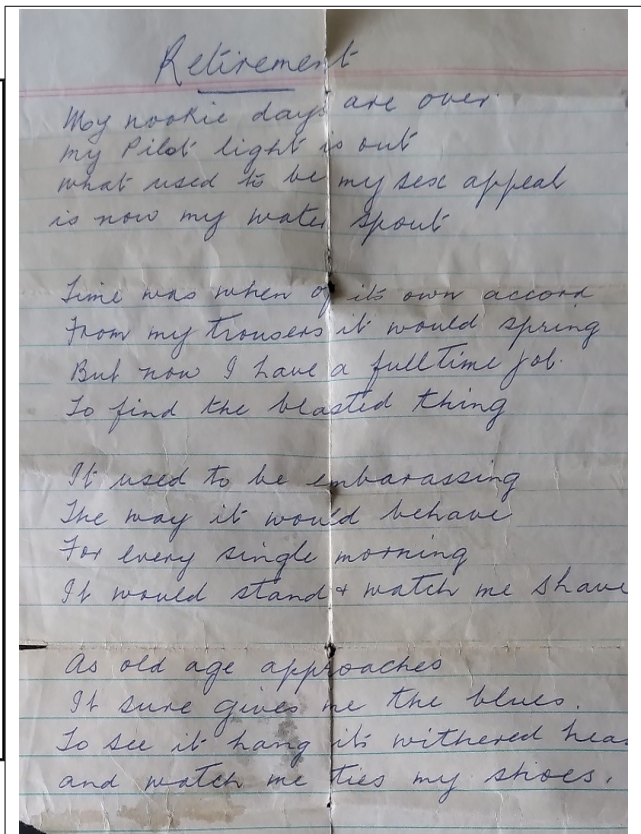 Retirement
My nookie days are over
my Pilot light is out
what used to be my sex appeal
is now my water spout
Time was when of its own accord
From my trousers it would spring
But now I have a full time job.
To find the blasted thing
It used to be embarassing
The way it would behave
For every single morning
It would stand & watch me shave
As old age approaches
It sure gives me the blues.
To see it hang its withered head
and watch me ties my shoes.